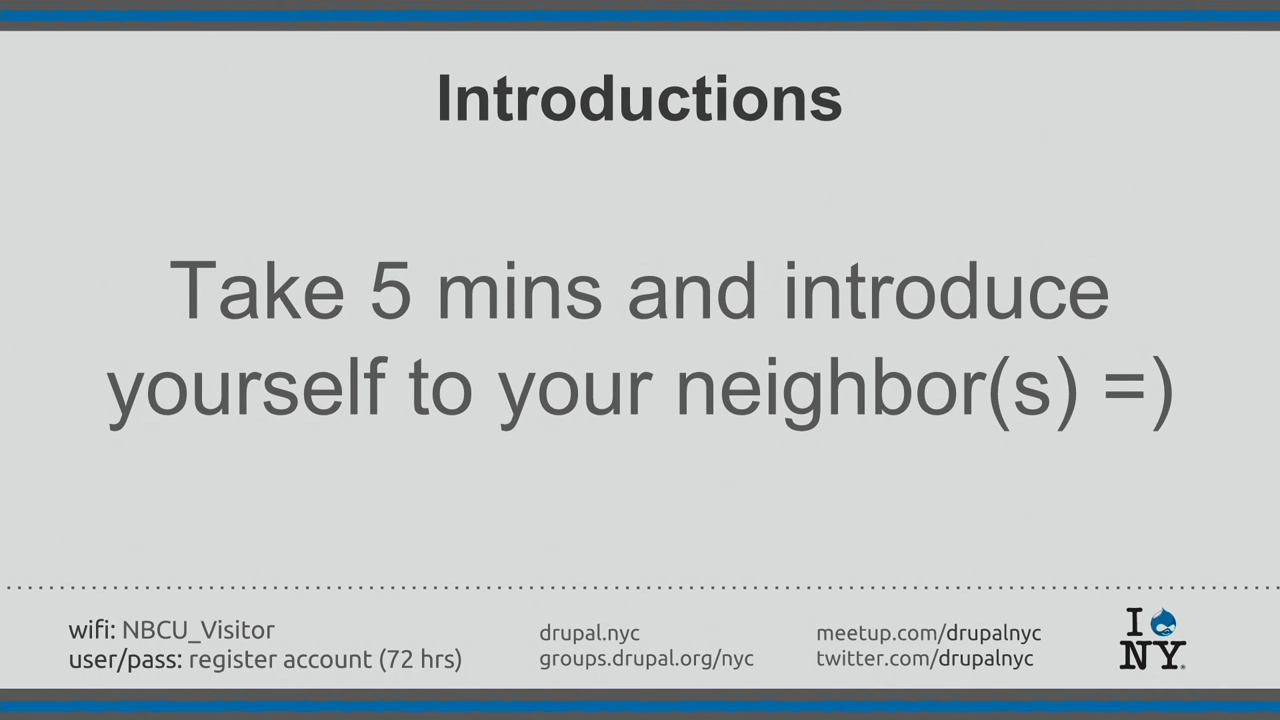 Introductions
Take 5 mins and introduce
yourself to your neighbor(s) =)
wifi: NBCU_Visitor
user/pass: register account (72 hrs)
drupal.nyc
groups.drupal.org/nyc
meetup.com/drupalnyc
twitter.com/drupalnyc
I
NY